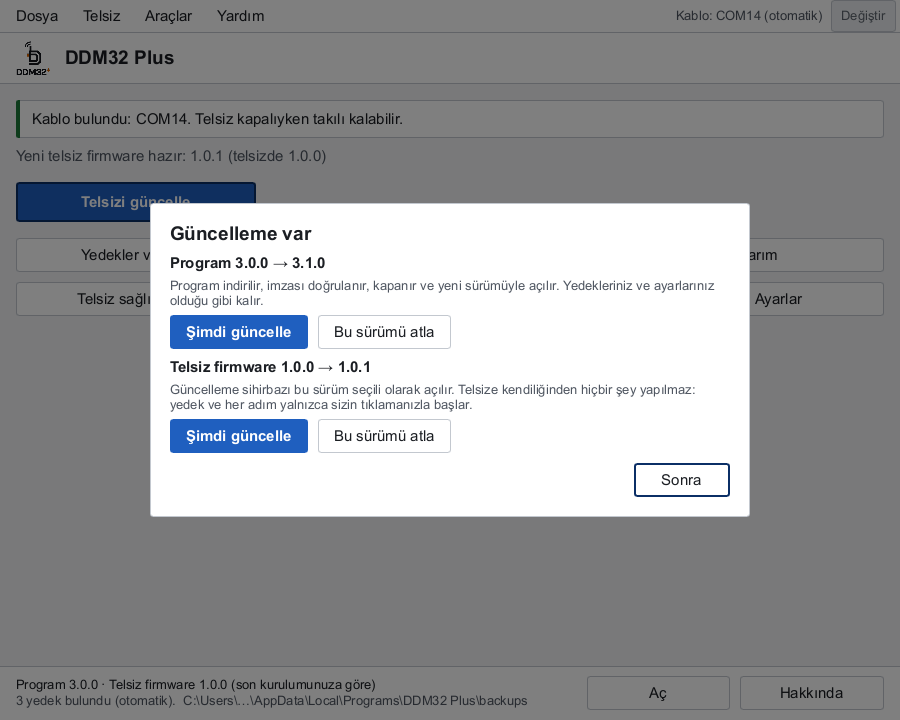 Dosya Telsiz Araçlar Yardım Kablo: COM14 (otomatik) Değiştir
DDM32+ DDM32 Plus
Kablo bulundu: COM14. Telsiz kapalıyken takılı kalabilir.
Yeni telsiz firmware hazır: 1.0.1 (telsizde 1.0.0)
Telsizi güncelle
Yedekler
Telsiz
Ayarlar
Güncelleme var
Program 3.0.0 → 3.1.0
Program indirilir, imzası doğrulanır, kapanır ve yeni sürümüyle açılır. Yedekleriniz ve ayarlarınız
olduğu gibi kalır.
Şimdi güncelle Bu sürümü atla
Telsiz firmware 1.0.0 → 1.0.1
Güncelleme sihirbazı bu sürüm seçili olarak açılır. Telsize kendiliğinden hiçbir şey yapılmaz:
yedek ve her adım yalnızca sizin tıklamanızla başlar.
Şimdi güncelle Bu sürümü atla
Sonra
Program 3.0.0 · Telsiz firmware 1.0.0 (son kurulumunuza göre)
3 yedek bulundu (otomatik). C:\Users\…\AppData\Local\Programs\DDM32 Plus\backups
Aç Hakkında